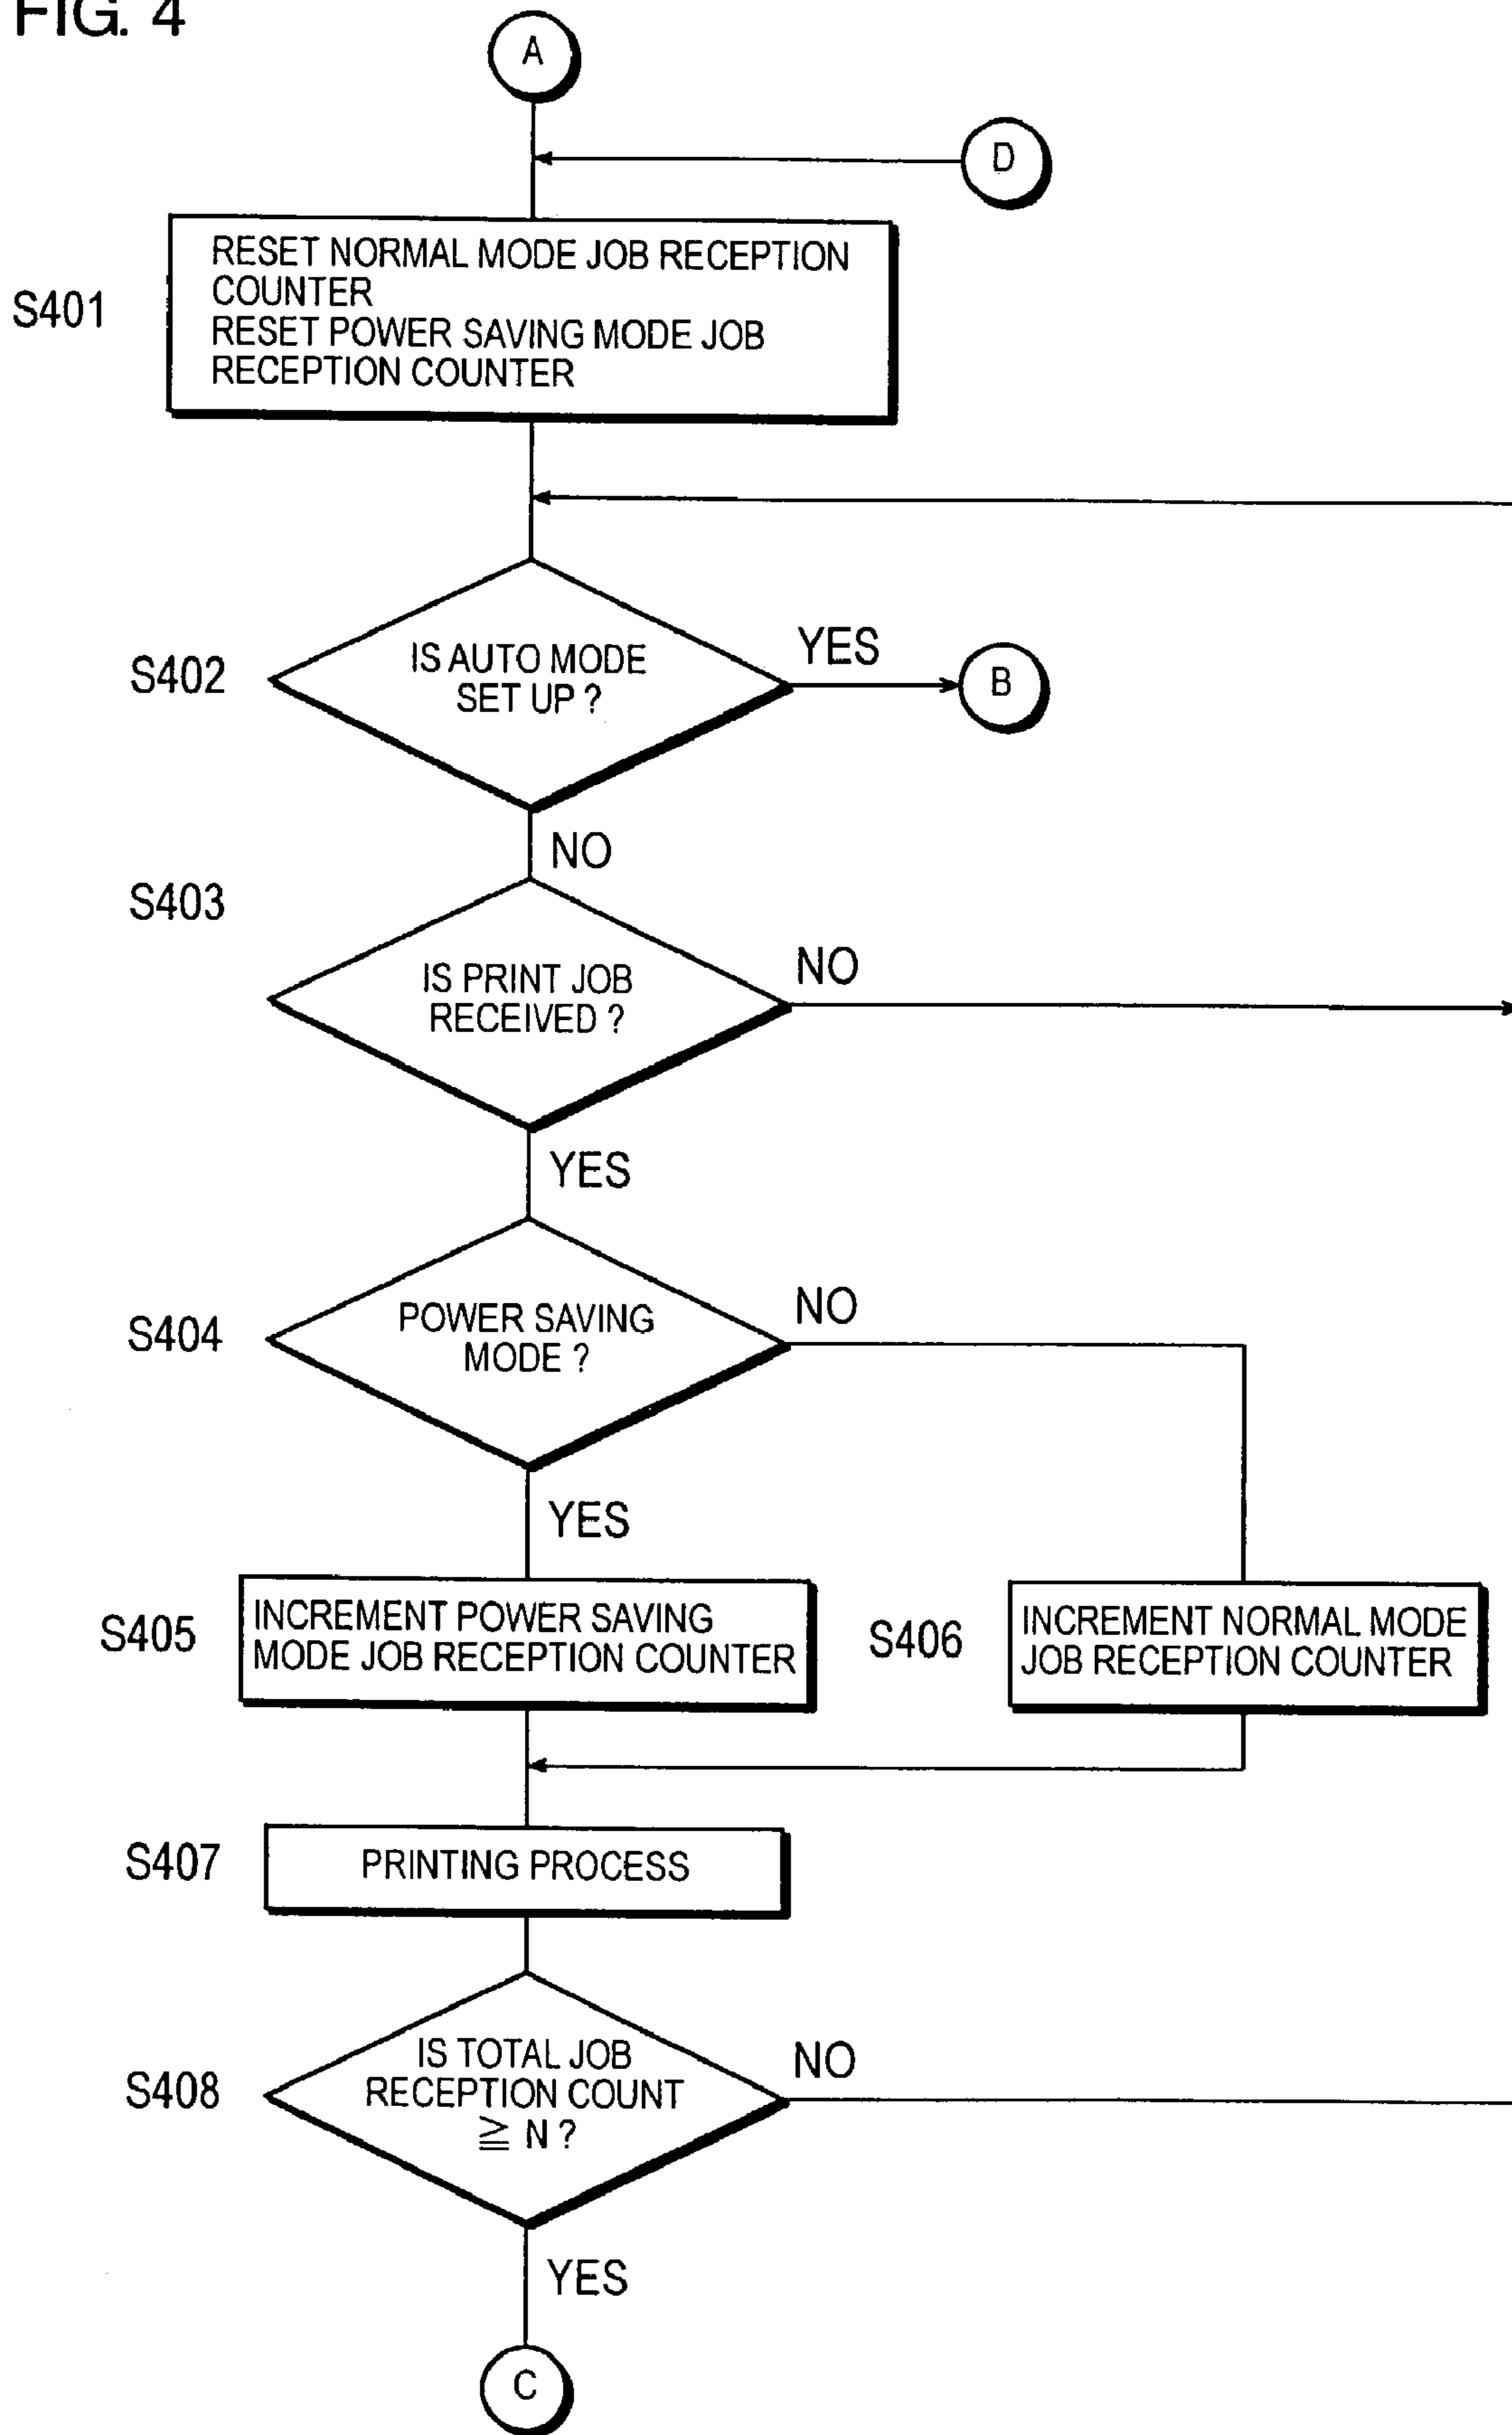 FIG. 4
A
D
S401
RESET NORMAL MODE JOB RECEPTION
COUNTER
RESET POWER SAVING MODE JOB
RECEPTION COUNTER
S402
IS AUTO MODE
SET UP ?
YES
B
NO
S403
IS PRINT JOB
RECEIVED ?
NO
YES
S404
POWER SAVING
MODE ?
NO
YES
S405
INCREMENT POWER SAVING
MODE JOB RECEPTION COUNTER
S406
INCREMENT NORMAL MODE
JOB RECEPTION COUNTER
S407
PRINTING PROCESS
S408
IS TOTAL JOB
RECEPTION COUNT
≧ N ?
NO
YES
C